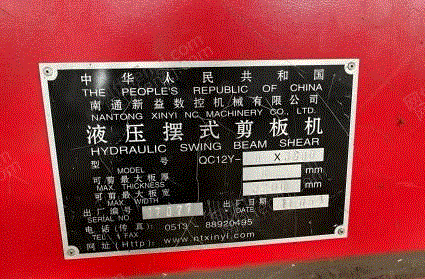 中华人民共和国
THE PEOPLE'S REPUBLIC OF CHINA
南通新益数控机械有限公司
NANTONG XINYI NC MACHINERY CO., LTD.
液压摆式剪板机
HYDRAULIC SWING BEAM SHEAR
型 号 QC12Y- X
MODEL
可剪最大板厚 mm
MAX. THICKNESS
可剪最大板宽 mm
MAX. WIDTH
出厂编号 出厂日期
SERIAL NO DATE
电话(传真) 0513 - 88920495
TEL FAX
网址(Http): www.ntxinyi.com